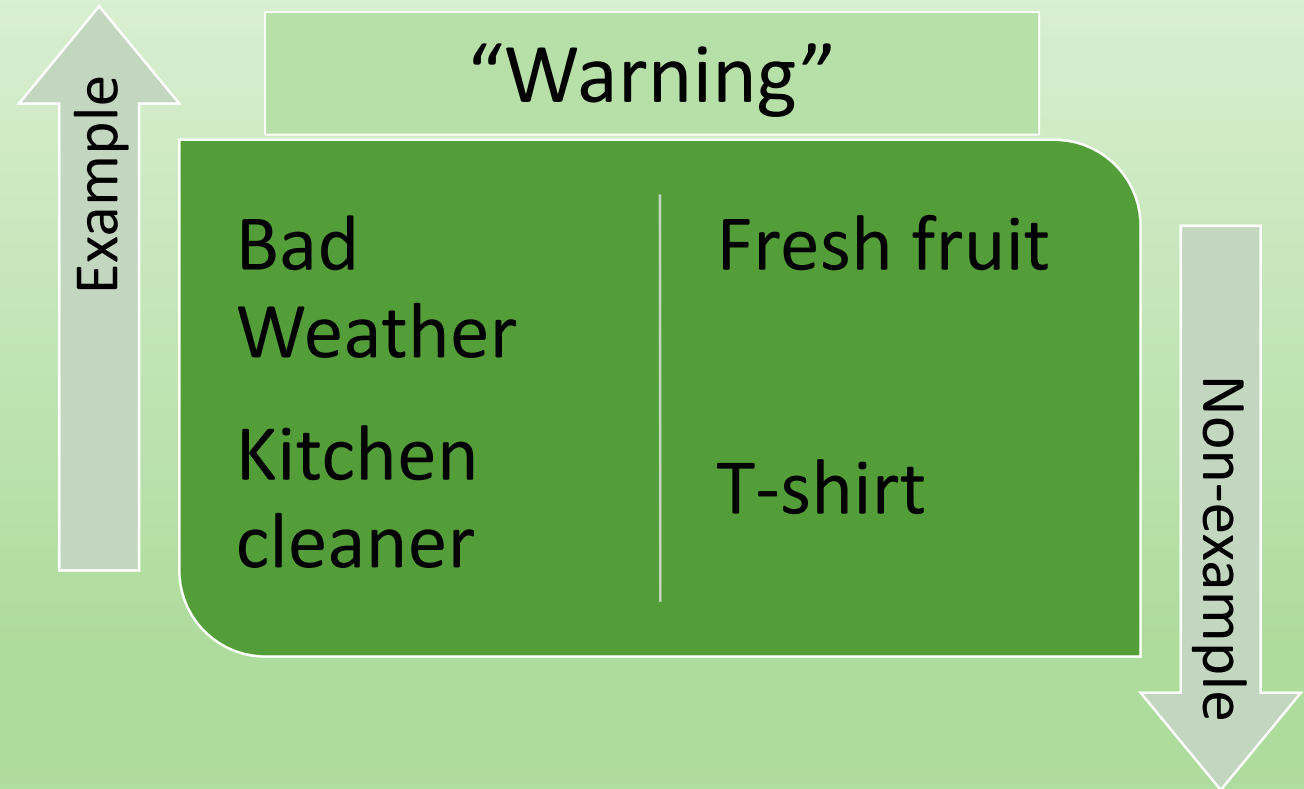 “Warning”
Example
Bad
Weather
Kitchen
cleaner
Fresh fruit
T-shirt
Non-example